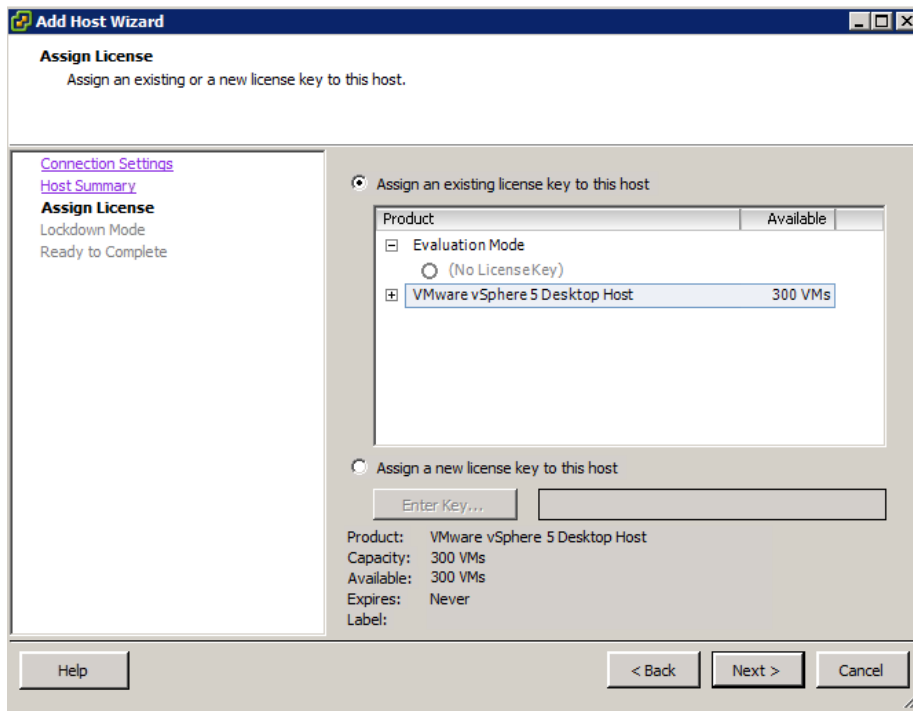 Add Host Wizard
Assign License
Assign an existing or a new license key to this host.
Connection Settings
Host Summary
Assign License
Lockdown Mode
Ready to Complete
Assign an existing license key to this host
Product Available
Evaluation Mode
(No License Key)
VMware vSphere 5 Desktop Host 300 VMs
Assign a new license key to this host
Enter Key...
Product: VMware vSphere 5 Desktop Host
Capacity: 300 VMs
Available: 300 VMs
Expires: Never
Label:
Help < Back Next > Cancel